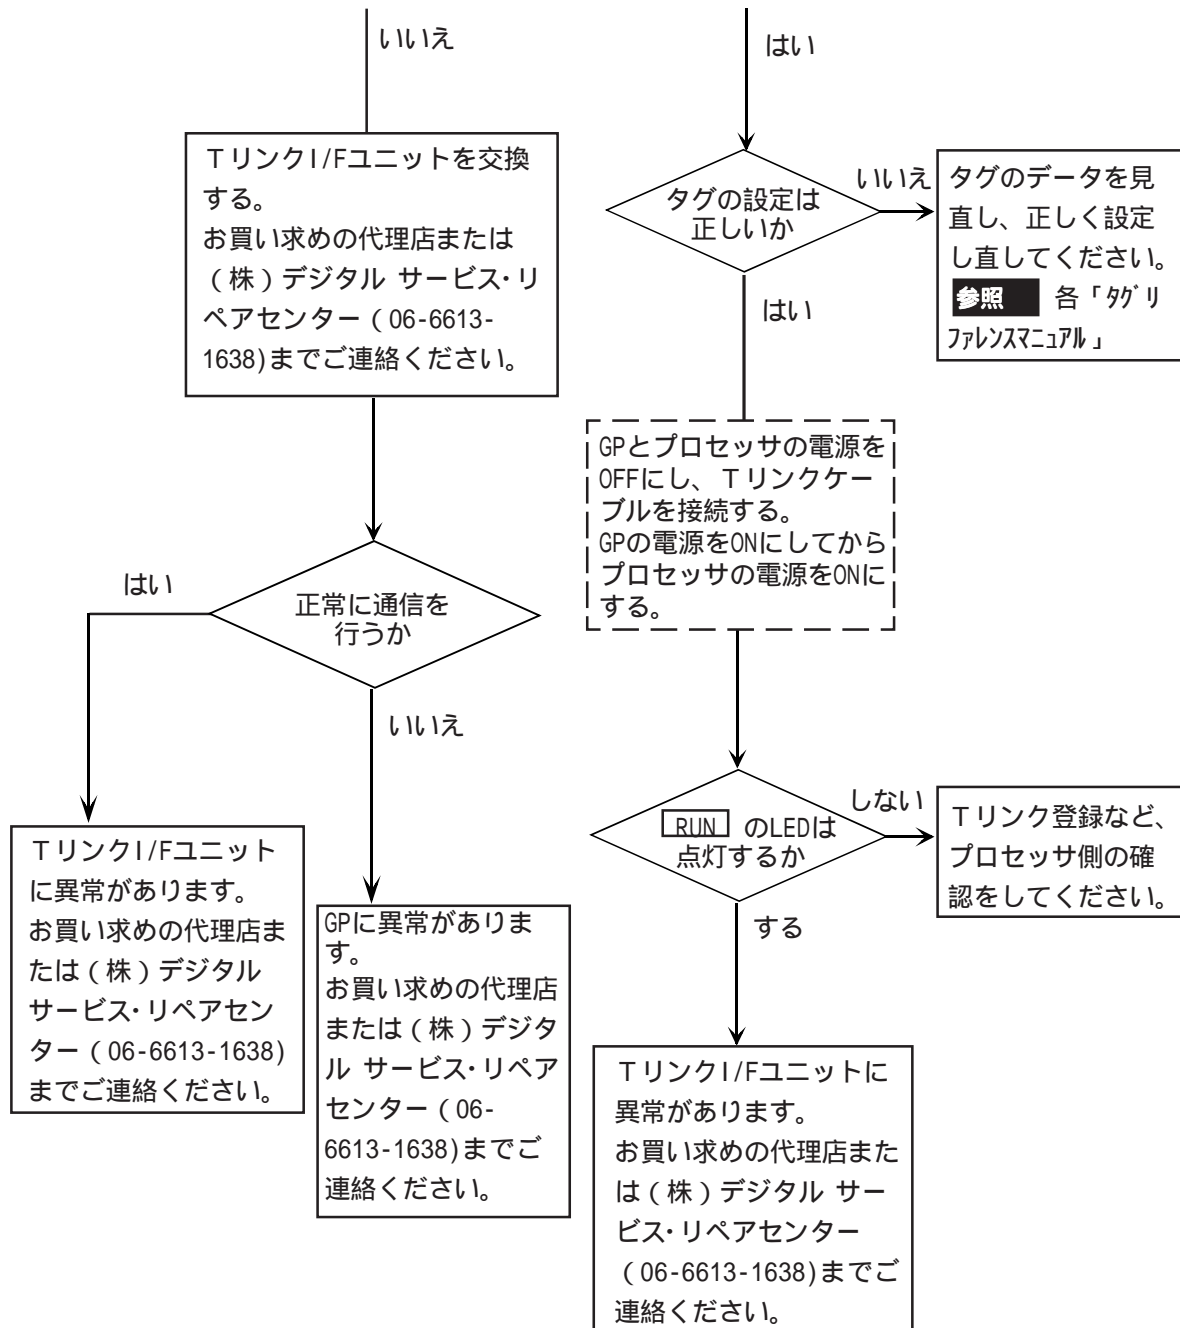 いいえ
TリンクI/Fユニットを交換
する。
お買い求めの代理店または
（株）デジタル サービス・リ
ペアセンター（06-6613-
1638)までご連絡ください。
はい
正常に通信を
行うか
いいえ
TリンクI/Fユニット
に異常があります。
お買い求めの代理店ま
たは（株）デジタル
サービス・リペアセン
ター（06-6613-1638)
までご連絡ください。
GPに異常がありま
す。
お買い求めの代理店
または（株）デジタ
ル サービス・リペア
センター（06-
6613-1638)までご
連絡ください。
はい
タグの設定は
正しいか
いいえ
タグのデータを見
直し、正しく設定
し直してください。
参照 各「ﾀｸﾞﾘ
ﾌｧﾚﾝｽﾏﾆｭｱﾙ」
はい
GPとプロセッサの電源を
OFFにし、Tリンクケー
ブルを接続する。
GPの電源をONにしてから
プロセッサの電源をONに
する。
RUN のLEDは
点灯するか
しない
Tリンク登録など、
プロセッサ側の確
認をしてください。
する
TリンクI/Fユニットに
異常があります。
お買い求めの代理店また
は（株）デジタル サー
ビス・リペアセンター
（06-6613-1638)までご
連絡ください。